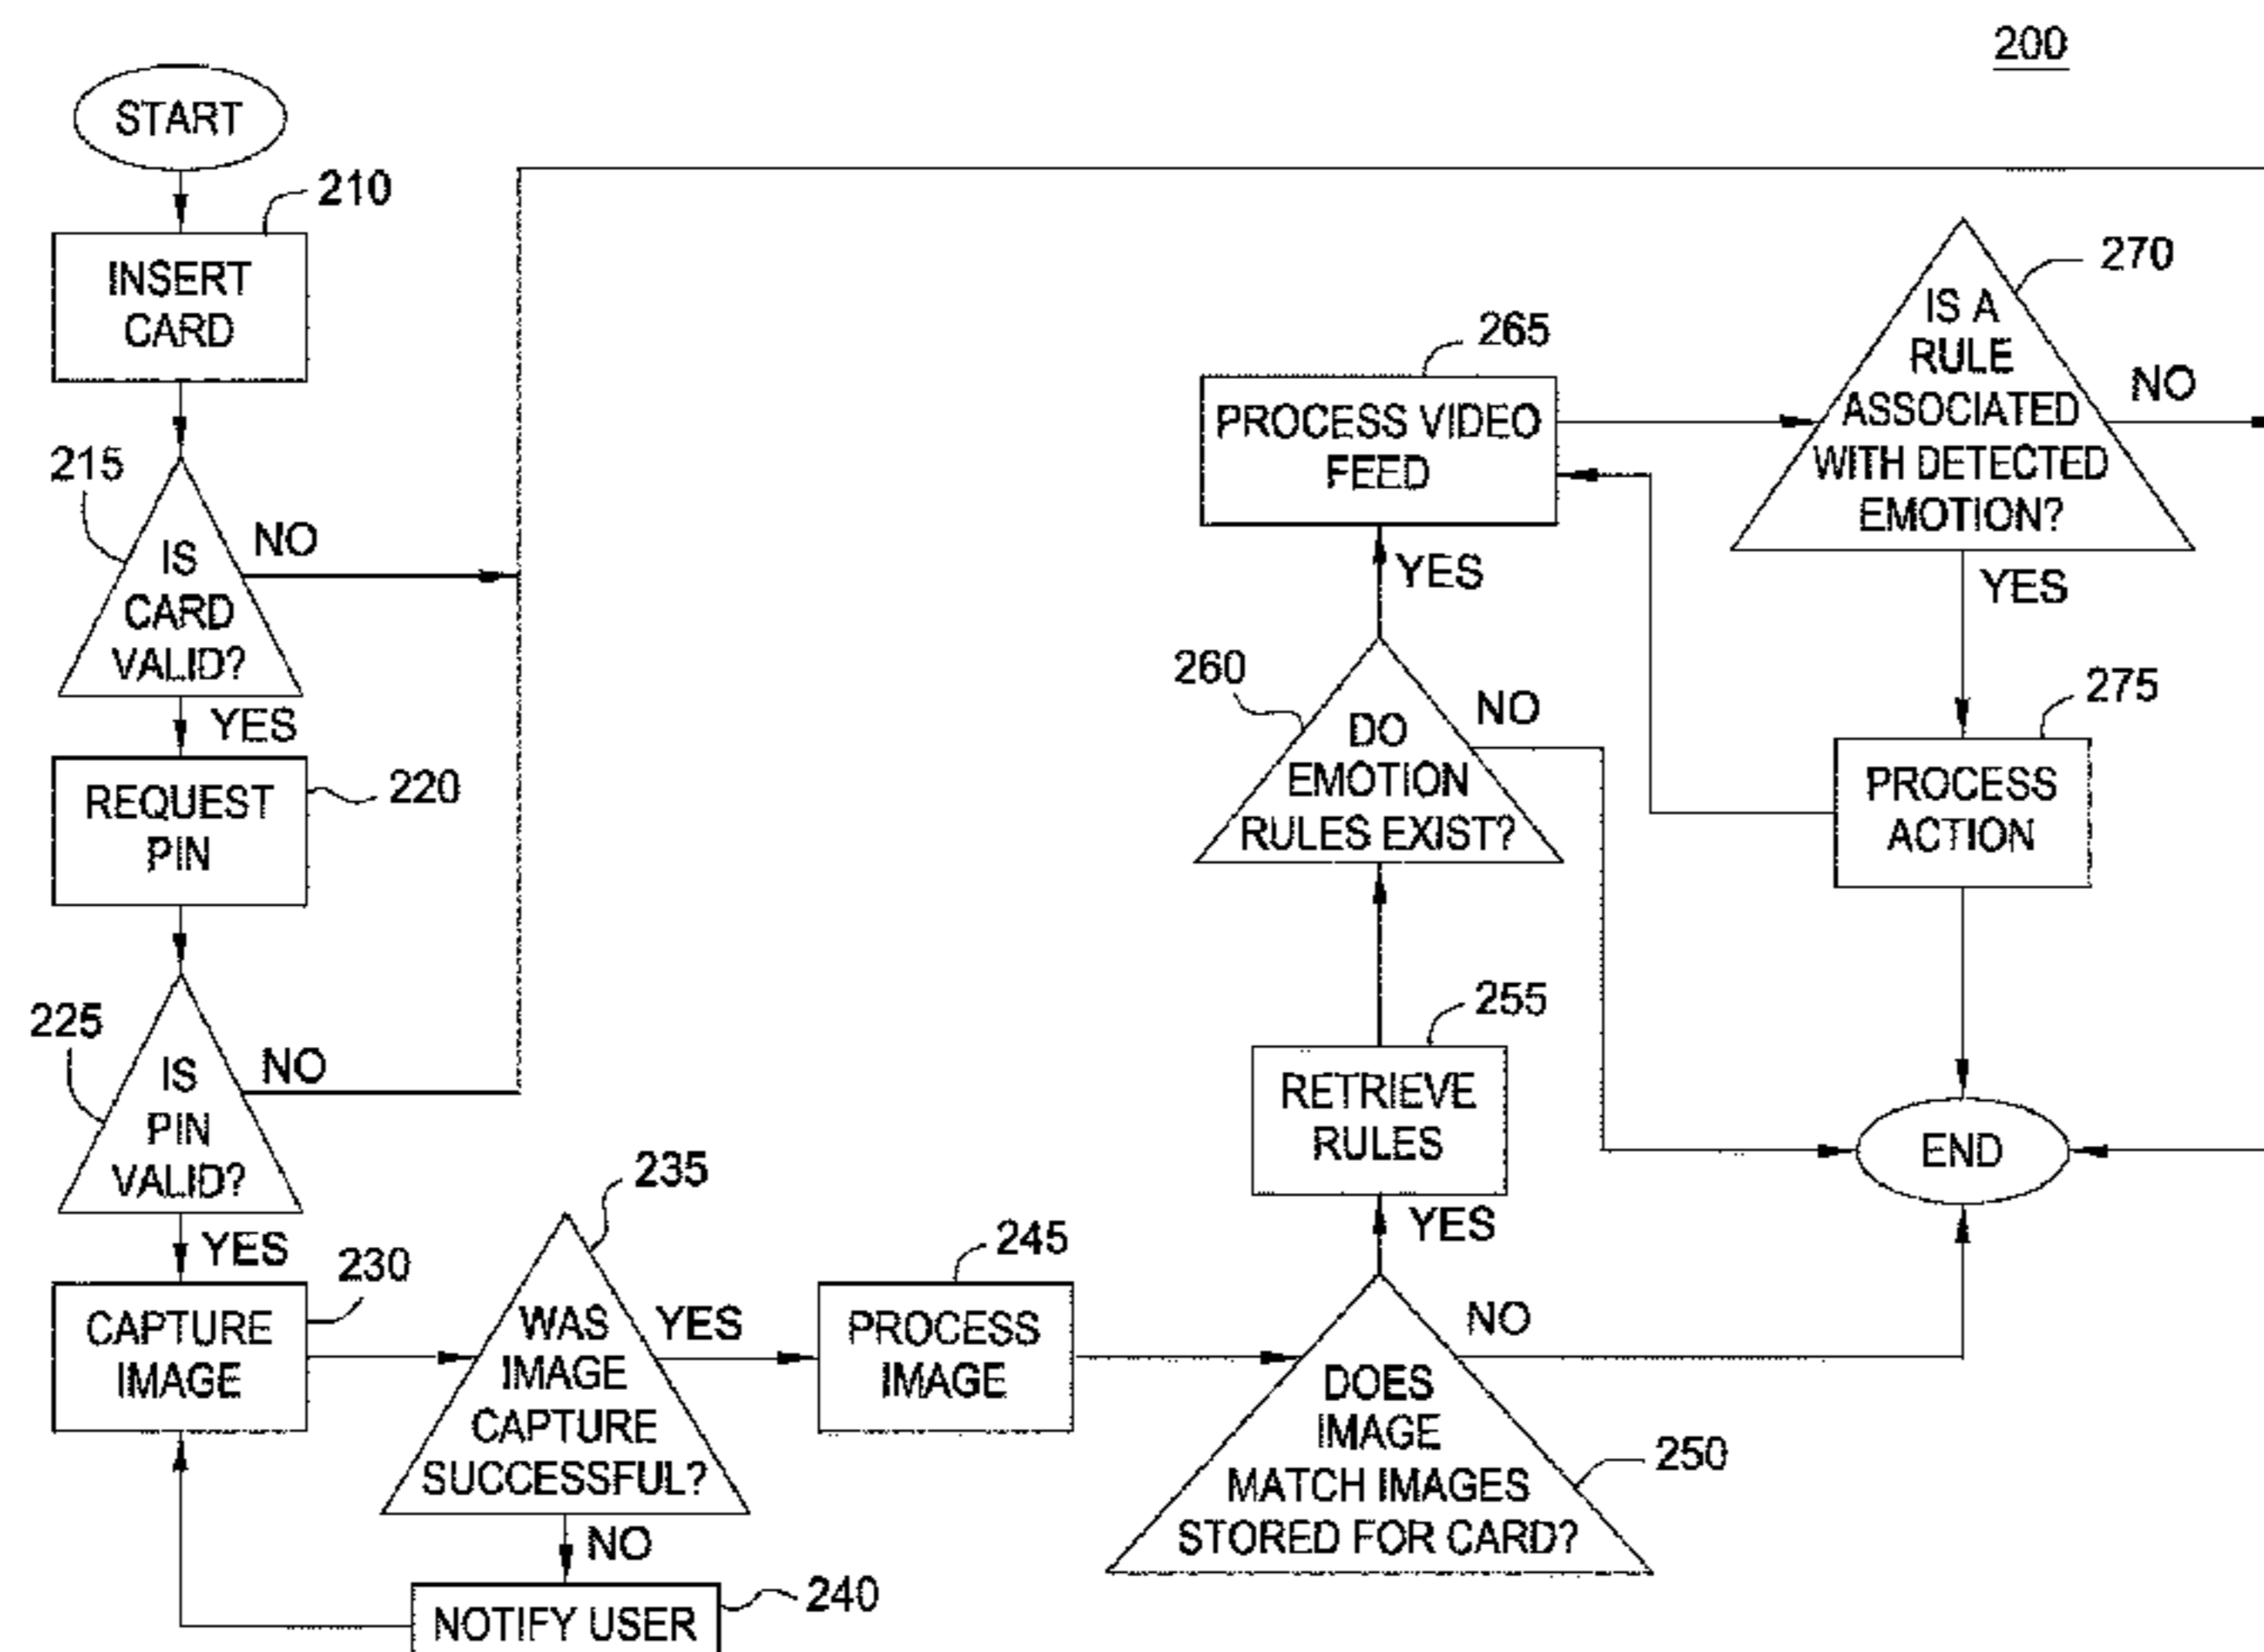 200
START
210
INSERT
CARD
215
IS
CARD
VALID?
NO
YES
REQUEST
PIN
220
225
IS
PIN
VALID?
NO
YES
CAPTURE
IMAGE
230
235
WAS
IMAGE
CAPTURE
SUCCESSFUL?
YES
NO
NOTIFY USER
240
245
PROCESS
IMAGE
DOES
IMAGE
MATCH IMAGES
STORED FOR CARD?
250
NO
YES
255
RETRIEVE
RULES
260
DO
EMOTION
RULES EXIST?
NO
YES
265
PROCESS VIDEO
FEED
270
IS A
RULE
ASSOCIATED
WITH DETECTED
EMOTION?
NO
YES
275
PROCESS
ACTION
END